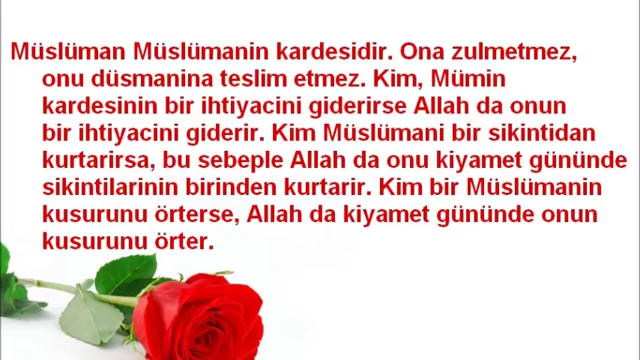 Müslüman Müslümanin kardesidir. Ona zulmetmez,
onu düsmanina teslim etmez. Kim, Mümin
kardesinin bir ihtiyacini giderirse Allah da onun
bir ihtiyacini giderir. Kim Müslümani bir sikintidan
kurtarirsa, bu sebeple Allah da onu kiyamet gününde
sikintilarinin birinden kurtarir. Kim bir Müslümanin
kusurunu örterse, Allah da kiyamet gününde onun
kusurunu örter.